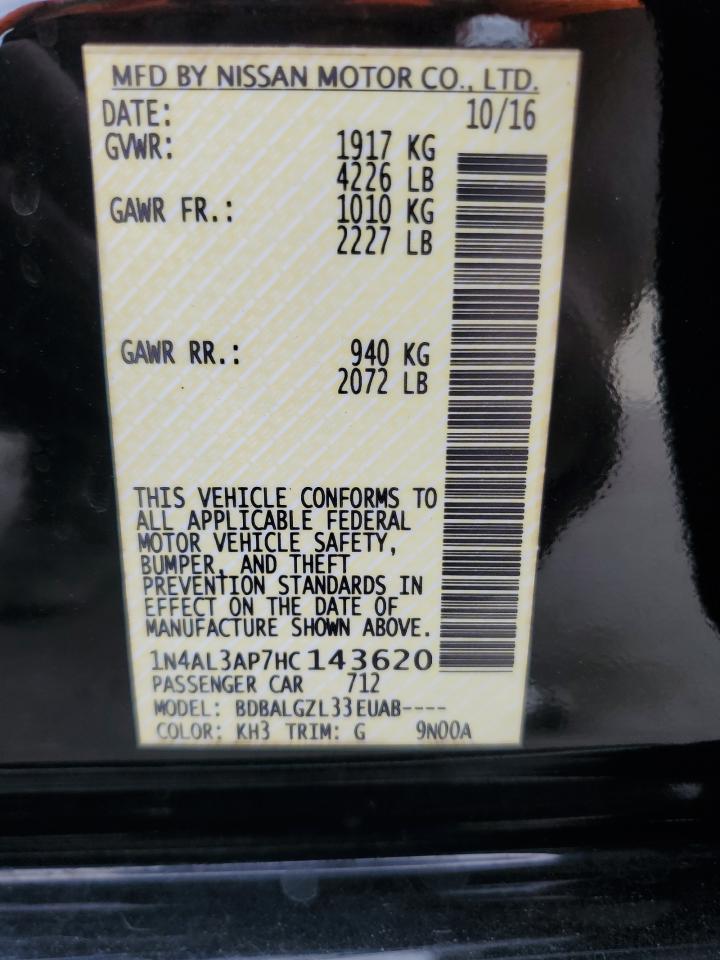 MFD BY NISSAN MOTOR CO., LTD.
DATE: 10/16
GVWR: 1917 KG
4226 LB
GAWR FR.: 1010 KG
2227 LB
GAWR RR.: 940 KG
2072 LB
THIS VEHICLE CONFORMS TO
ALL APPLICABLE FEDERAL
MOTOR VEHICLE SAFETY,
BUMPER, AND THEFT
PREVENTION STANDARDS IN
EFFECT ON THE DATE OF
MANUFACTURE SHOWN ABOVE.
1N4AL3AP7HC143620
PASSENGER CAR 712
MODEL: BDBALGZL33EUAB----
COLOR: KH3 TRIM: G 9N00A